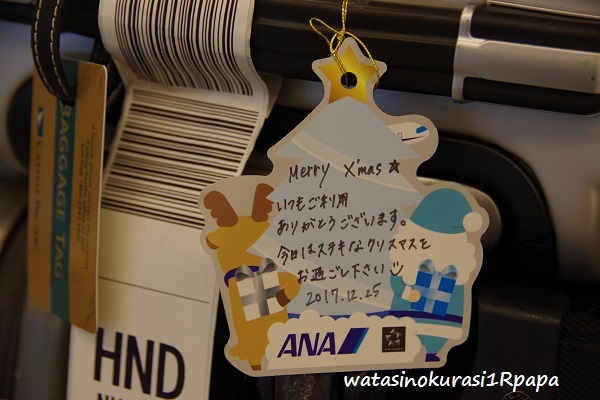 Merry X'mas ☆
いつもご利用
ありがとうございます。
今日はステキなクリスマスを
お過ごし下さい
2017.12.25
ANA
BAGGAGE TAG
HND
watasinokurasi1Rpapa